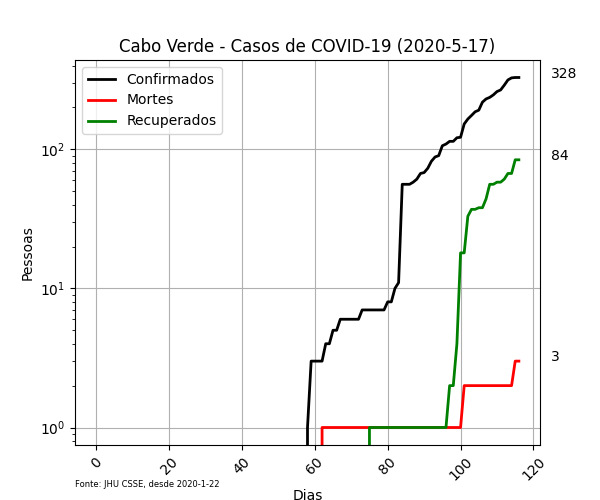 Cabo Verde - Casos de COVID-19 (2020-5-17)
Confirmados
Mortes
Recuperados
328
84
3
10²
10¹
10⁰
Pessoas
0
20
40
60
80
100
120
Fonte: JHU CSSE, desde 2020-1-22
Dias